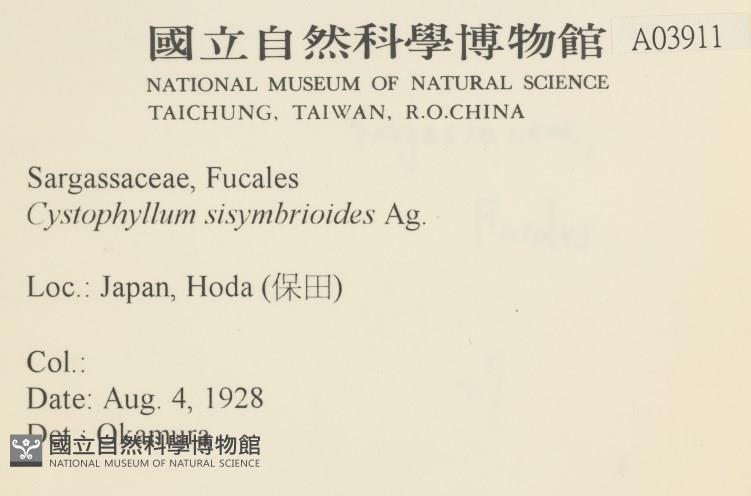 國立自然科學博物館 A03911
NATIONAL MUSEUM OF NATURAL SCIENCE
TAICHUNG, TAIWAN, R.O.CHINA
Sargassaceae, Fucales
Cystophyllum sisymbrioides Ag.
Loc.: Japan, Hoda (保田)
Col.:
Date: Aug. 4, 1928
Det.: Okamura
國立自然科學博物館
NATIONAL MUSEUM OF NATURAL SCIENCE